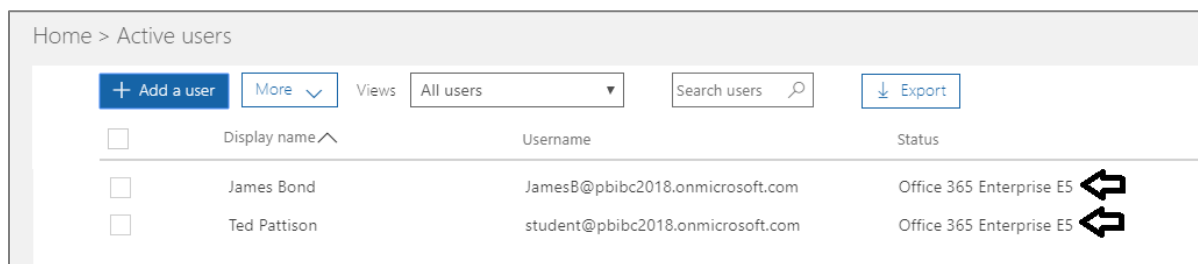 Home > Active users
+ Add a user More Views All users Search users Export
Display name Username Status
James Bond JamesB@pbibc2018.onmicrosoft.com Office 365 Enterprise E5
Ted Pattison student@pbibc2018.onmicrosoft.com Office 365 Enterprise E5